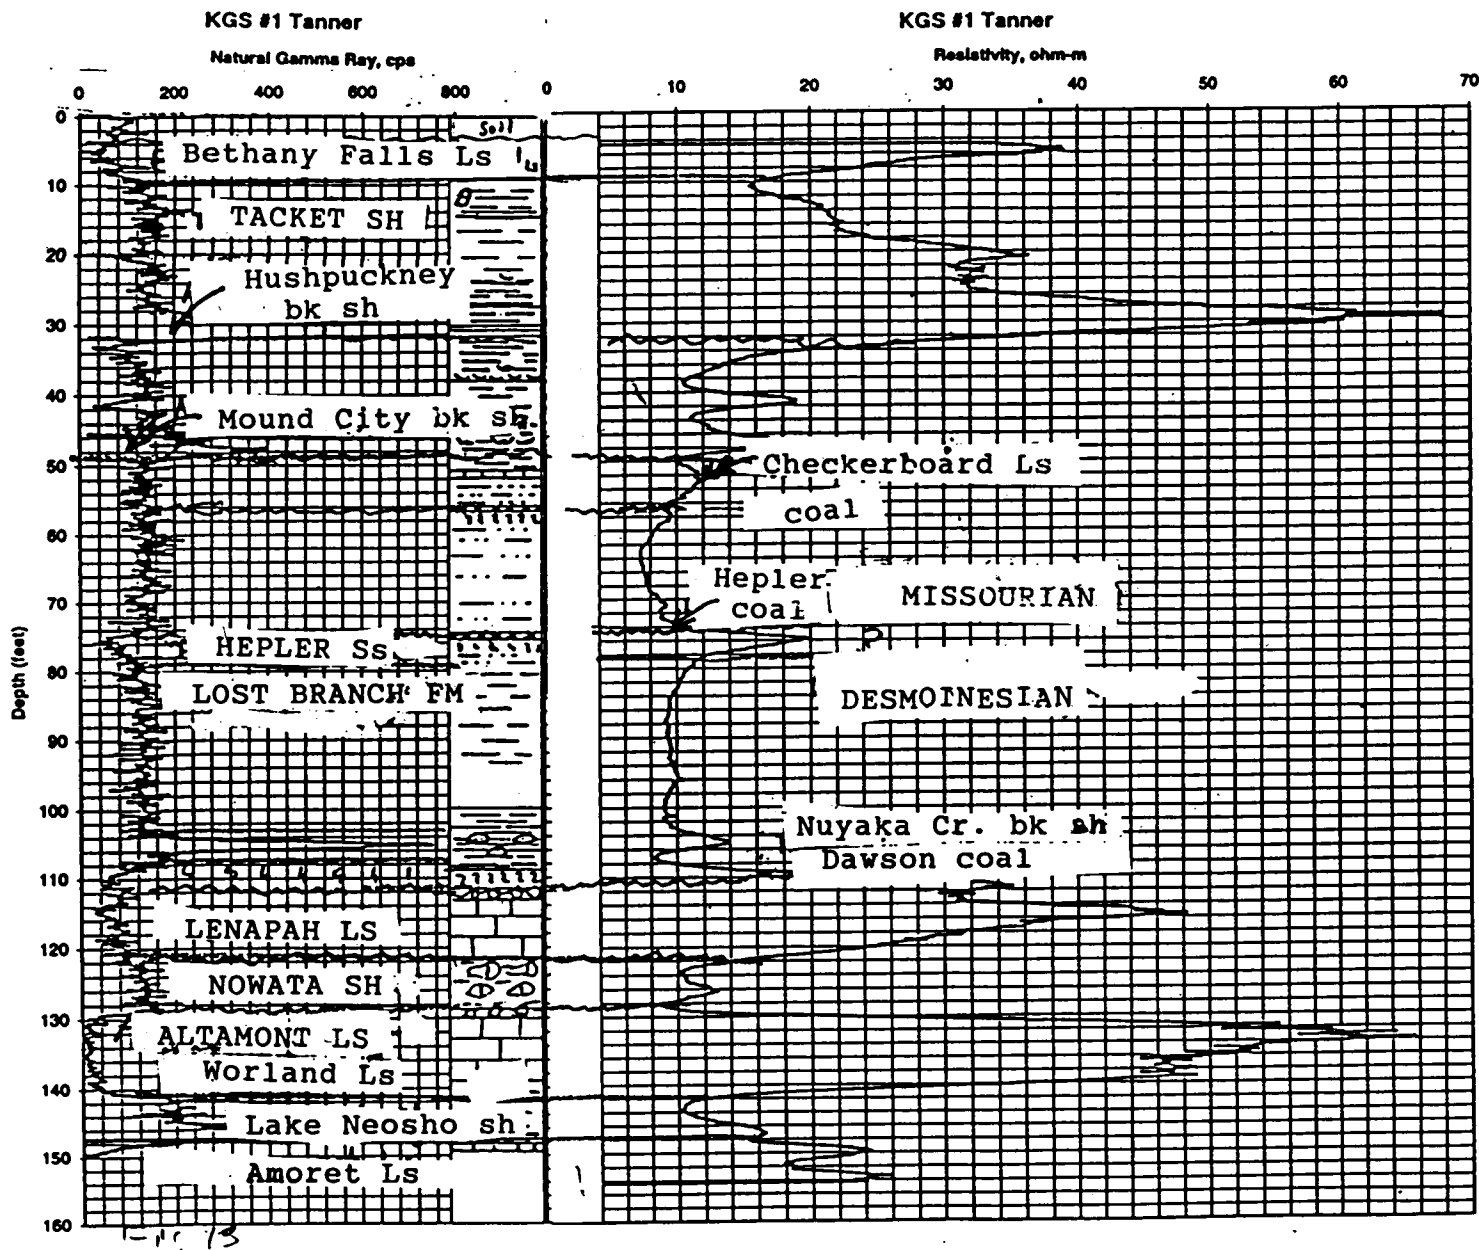 KGS #1 Tanner
KGS #1 Tanner
Natural Gamma Ray, cps
Resistivity, ohm-m
0 200 400 600 800 0 10 20 30 40 50 60 70
0
Soil
Bethany Falls Ls
Ls
10
TACKET SH
20
Hushpuckney
bk sh
30
40
Mound City bk sh
50
Checkerboard Ls
coal
60
Hepler
coal
MISSOURIAN
70
HEPLER Ss
Depth (feet)
80
LOST BRANCH FM
DESMOINESIAN
90
100
Nuyaka Cr. bk sh
Dawson coal
110
LENAPAH LS
120
NOWATA SH
130
ALTAMONT LS
Worland Ls
140
Lake Neosho sh
150
Amoret Ls
160